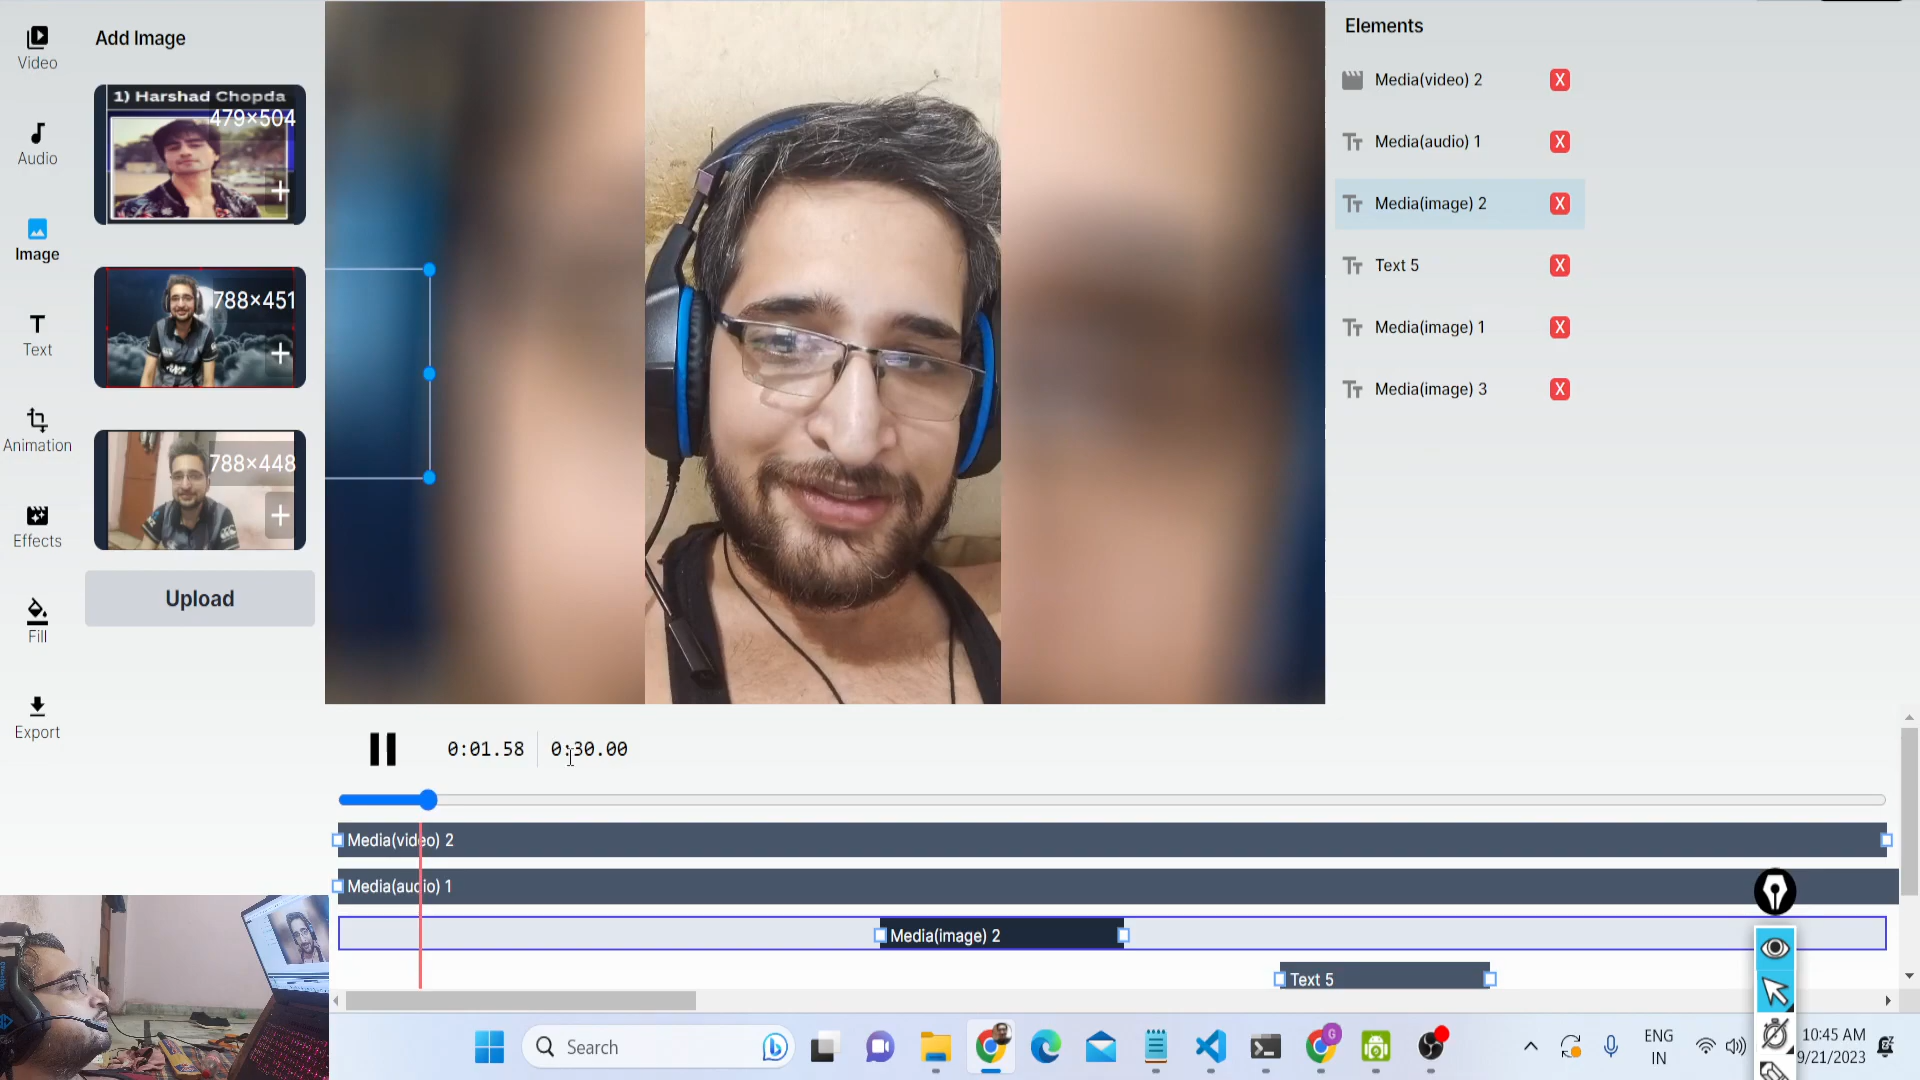 Video
Audio
Image
Text
Animation
Effects
Fill
Export
Add Image
1) Harshad Chopda
479×504
788×451
788×448
Upload
Elements
Media(video) 2
X
Media(audio) 1
X
Media(image) 2
X
Text 5
X
Media(image) 1
X
Media(image) 3
X
0:01.58
0:30.00
Media(video) 2
Media(audio) 1
Media(image) 2
Text 5
Search
ENG
IN
10:45 AM
9/21/2023